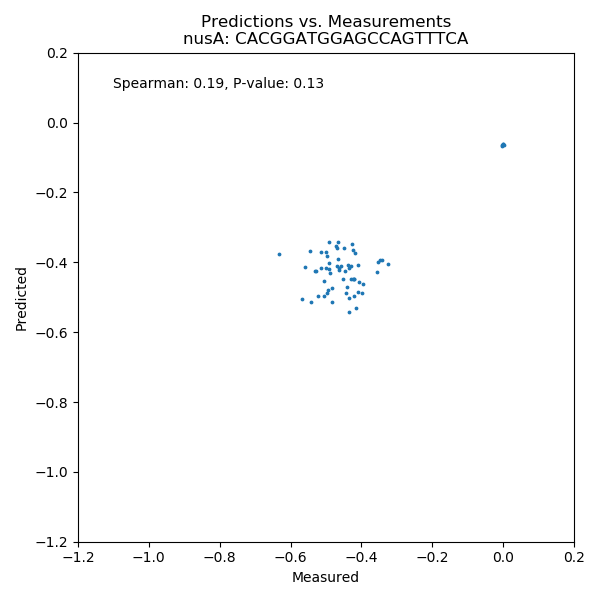 Predictions vs. Measurements
nusA: CACGGATGGAGCCAGTTTCA
Spearman: 0.19, P-value: 0.13
0.2
0.0
−0.2
−0.4
−0.6
−0.8
−1.0
−1.2
Predicted
−1.2 −1.0 −0.8 −0.6 −0.4 −0.2 0.0 0.2
Measured